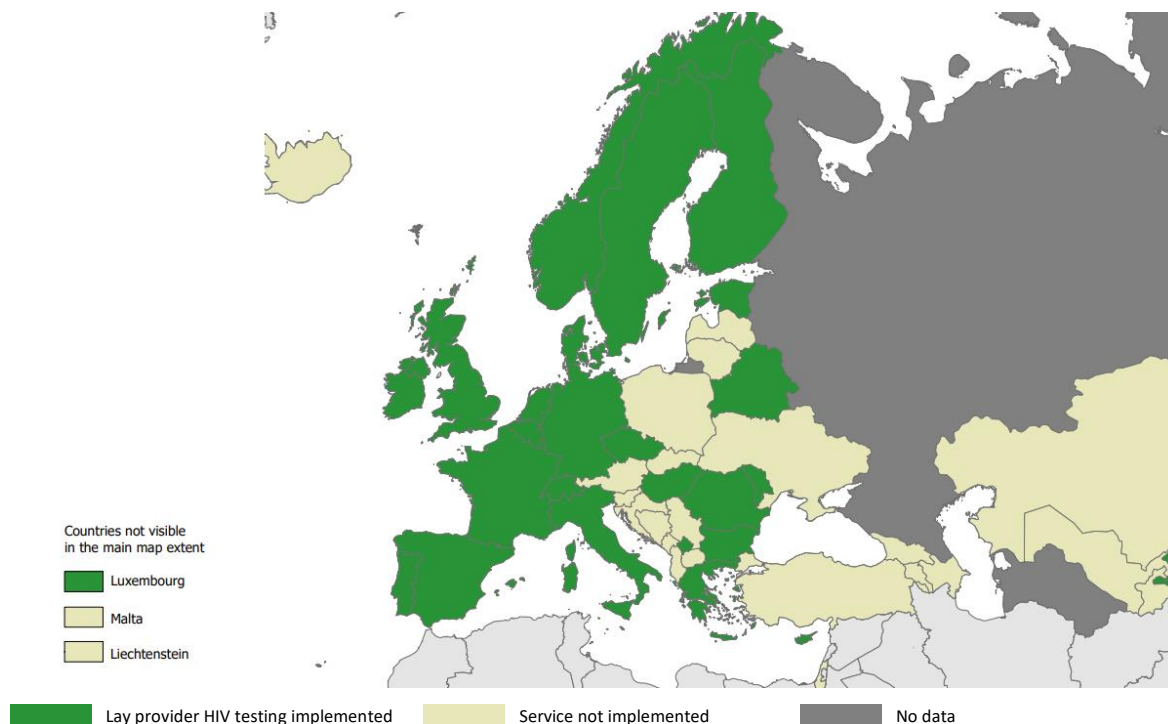 Countries not visible
in the main map extent
Luxembourg
Malta
Liechtenstein
Lay provider HIV testing implemented
Service not implemented
No data